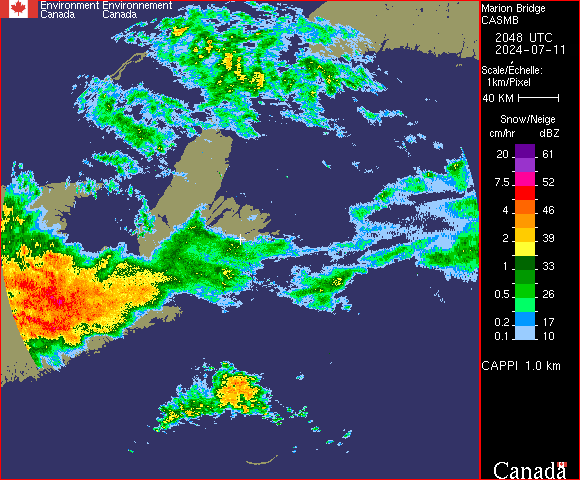 Environment Environnement
Canada Canada
Marion Bridge
CASMB
2048 UTC
2024-07-11
Scale/Échelle:
1km/Pixel
40 KM
Snow/Neige
cm/hr dBZ
20 61
7.5 52
4 46
2 39
1 33
0.5 26
0.2 17
0.1 10
CAPPI 1.0 km
Canada